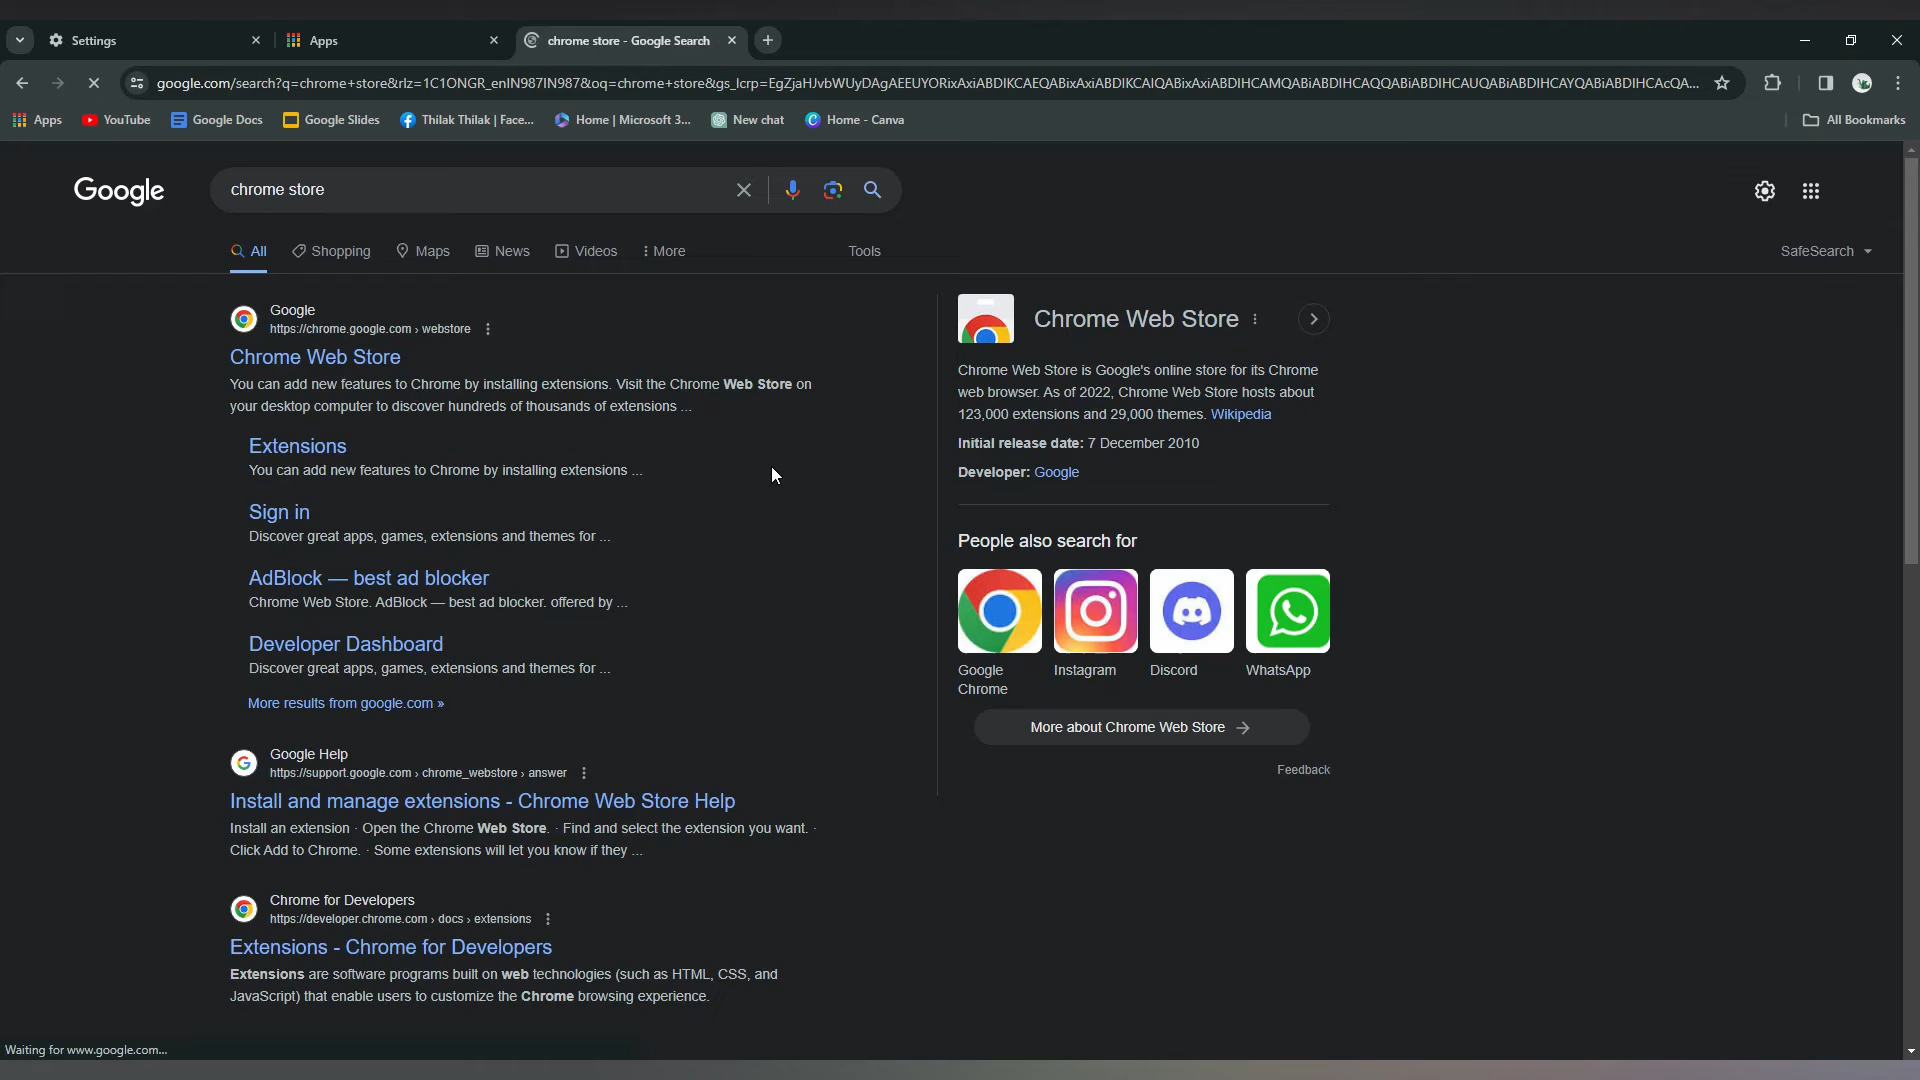 Settings
Apps
chrome store - Google Search
google.com/search?q=chrome+store&rlz=1C1ONGR_enIN987IN987&oq=chrome+store&gs_lcrp=EgZjaHJvbWUyDAgAEEUYORixAxiABDIKCAEQABixAxiABDIKCAIQABixAxiABDIHCAMQABiABDIHCAQQABiABDIHCAUQABiABDIHCAYQABiABDIHCAcQA...
Apps
YouTube
Google Docs
Google Slides
Thilak Thilak | Face...
Home | Microsoft 3...
New chat
Home - Canva
All Bookmarks
Google
chrome store
All
Shopping
Maps
News
Videos
More
Tools
SafeSearch
Google
https://chrome.google.com › webstore
Chrome Web Store
You can add new features to Chrome by installing extensions. Visit the Chrome Web Store on
your desktop computer to discover hundreds of thousands of extensions ...
Extensions
You can add new features to Chrome by installing extensions ...
Sign in
Discover great apps, games, extensions and themes for ...
AdBlock — best ad blocker
Chrome Web Store. AdBlock — best ad blocker. offered by ...
Developer Dashboard
Discover great apps, games, extensions and themes for ...
More results from google.com »
Google Help
https://support.google.com › chrome_webstore › answer
Install and manage extensions - Chrome Web Store Help
Install an extension · Open the Chrome Web Store. · Find and select the extension you want. ·
Click Add to Chrome. · Some extensions will let you know if they ...
Chrome for Developers
https://developer.chrome.com › docs › extensions
Extensions - Chrome for Developers
Extensions are software programs built on web technologies (such as HTML, CSS, and
JavaScript) that enable users to customize the Chrome browsing experience.
Chrome Web Store
Chrome Web Store is Google's online store for its Chrome
web browser. As of 2022, Chrome Web Store hosts about
123,000 extensions and 29,000 themes. Wikipedia
Initial release date: 7 December 2010
Developer: Google
People also search for
Google
Chrome
Instagram
Discord
WhatsApp
More about Chrome Web Store
Feedback
Waiting for www.google.com...